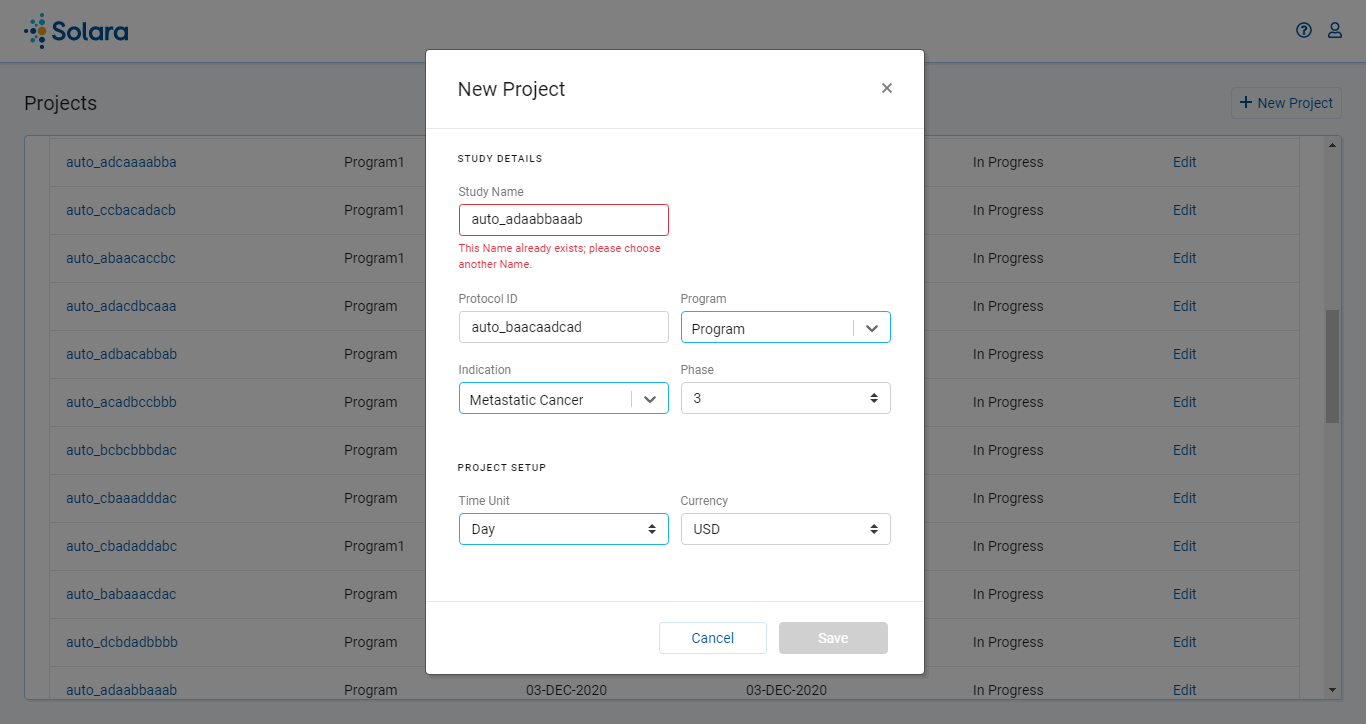 Solara
Projects
New Project
auto_adcaaaabba Program1 In Progress Edit
auto_ccbacadacb Program1 In Progress Edit
auto_abaacaccbc Program1 In Progress Edit
auto_adacdbcaaa Program In Progress Edit
auto_adbacabbab Program In Progress Edit
auto_acadbccbbb Program In Progress Edit
auto_bcbcbbbdac Program In Progress Edit
auto_cbaaadddac Program In Progress Edit
auto_cbadaddabc Program1 In Progress Edit
auto_babaaacdac Program In Progress Edit
auto_dcbdadbbbb Program In Progress Edit
auto_adaabbaaab Program 03-DEC-2020 03-DEC-2020 In Progress Edit
New Project
STUDY DETAILS
Study Name
auto_adaabbaaab
This Name already exists; please choose
another Name.
Protocol ID Program
auto_baacaadcad Program
Indication Phase
Metastatic Cancer 3
PROJECT SETUP
Time Unit Currency
Day USD
Cancel Save